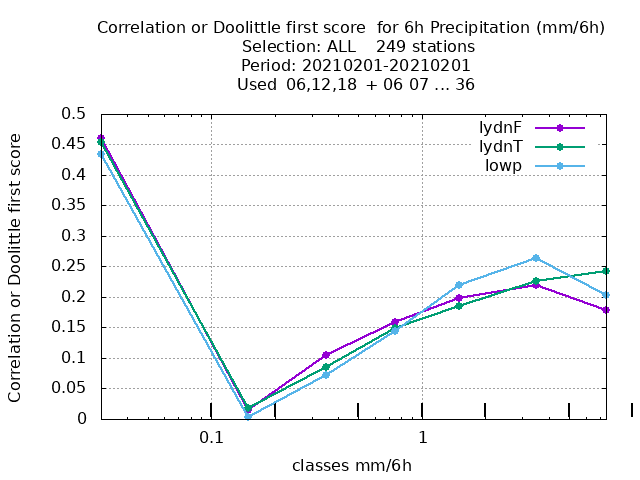 Correlation or Doolittle first score  for 6h Precipitation (mm/6h)
Selection: ALL    249 stations
Period: 20210201-20210201
Used  06,12,18  + 06 07 ... 36
lydnF
lydnT
lowp
0.5
0.45
0.4
0.35
0.3
0.25
0.2
0.15
0.1
0.05
0
Correlation or Doolittle first score
0.1 1
classes mm/6h